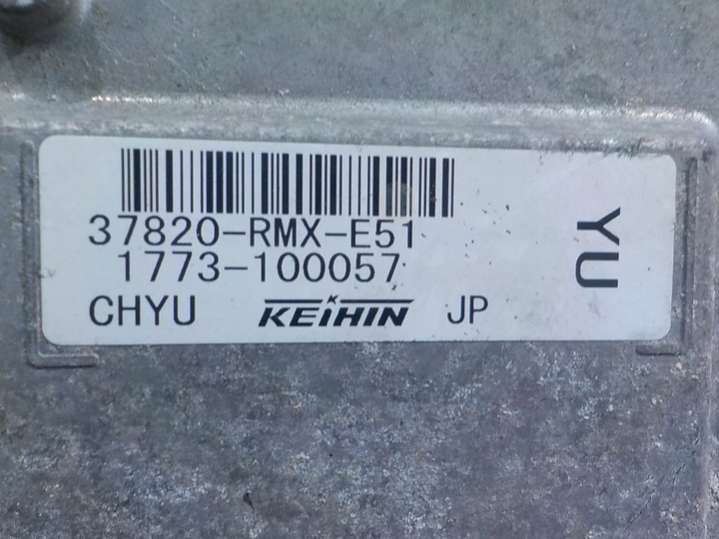 37820-RMX-E51
1773-100057
CHYU KEIHIN JP
YU